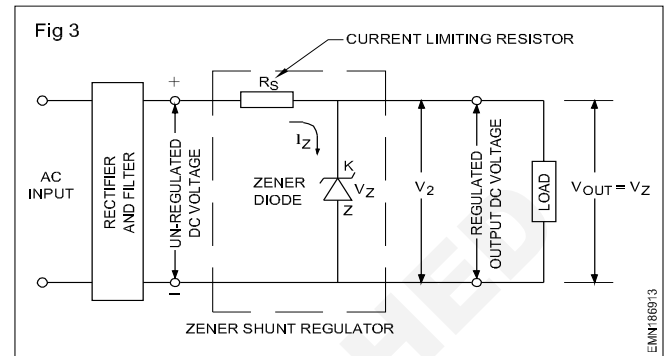 Fig 3
CURRENT LIMITING RESISTOR
RS
+
IZ
K
ZENER
DIODE
VZ
Z
AC
INPUT
RECTIFIER
AND FILTER
UN-REGULATED
DC VOLTAGE
V2
REGULATED
OUTPUT DC VOLTAGE
LOAD
VOUT = VZ
–
ZENER SHUNT REGULATOR
EMN186913